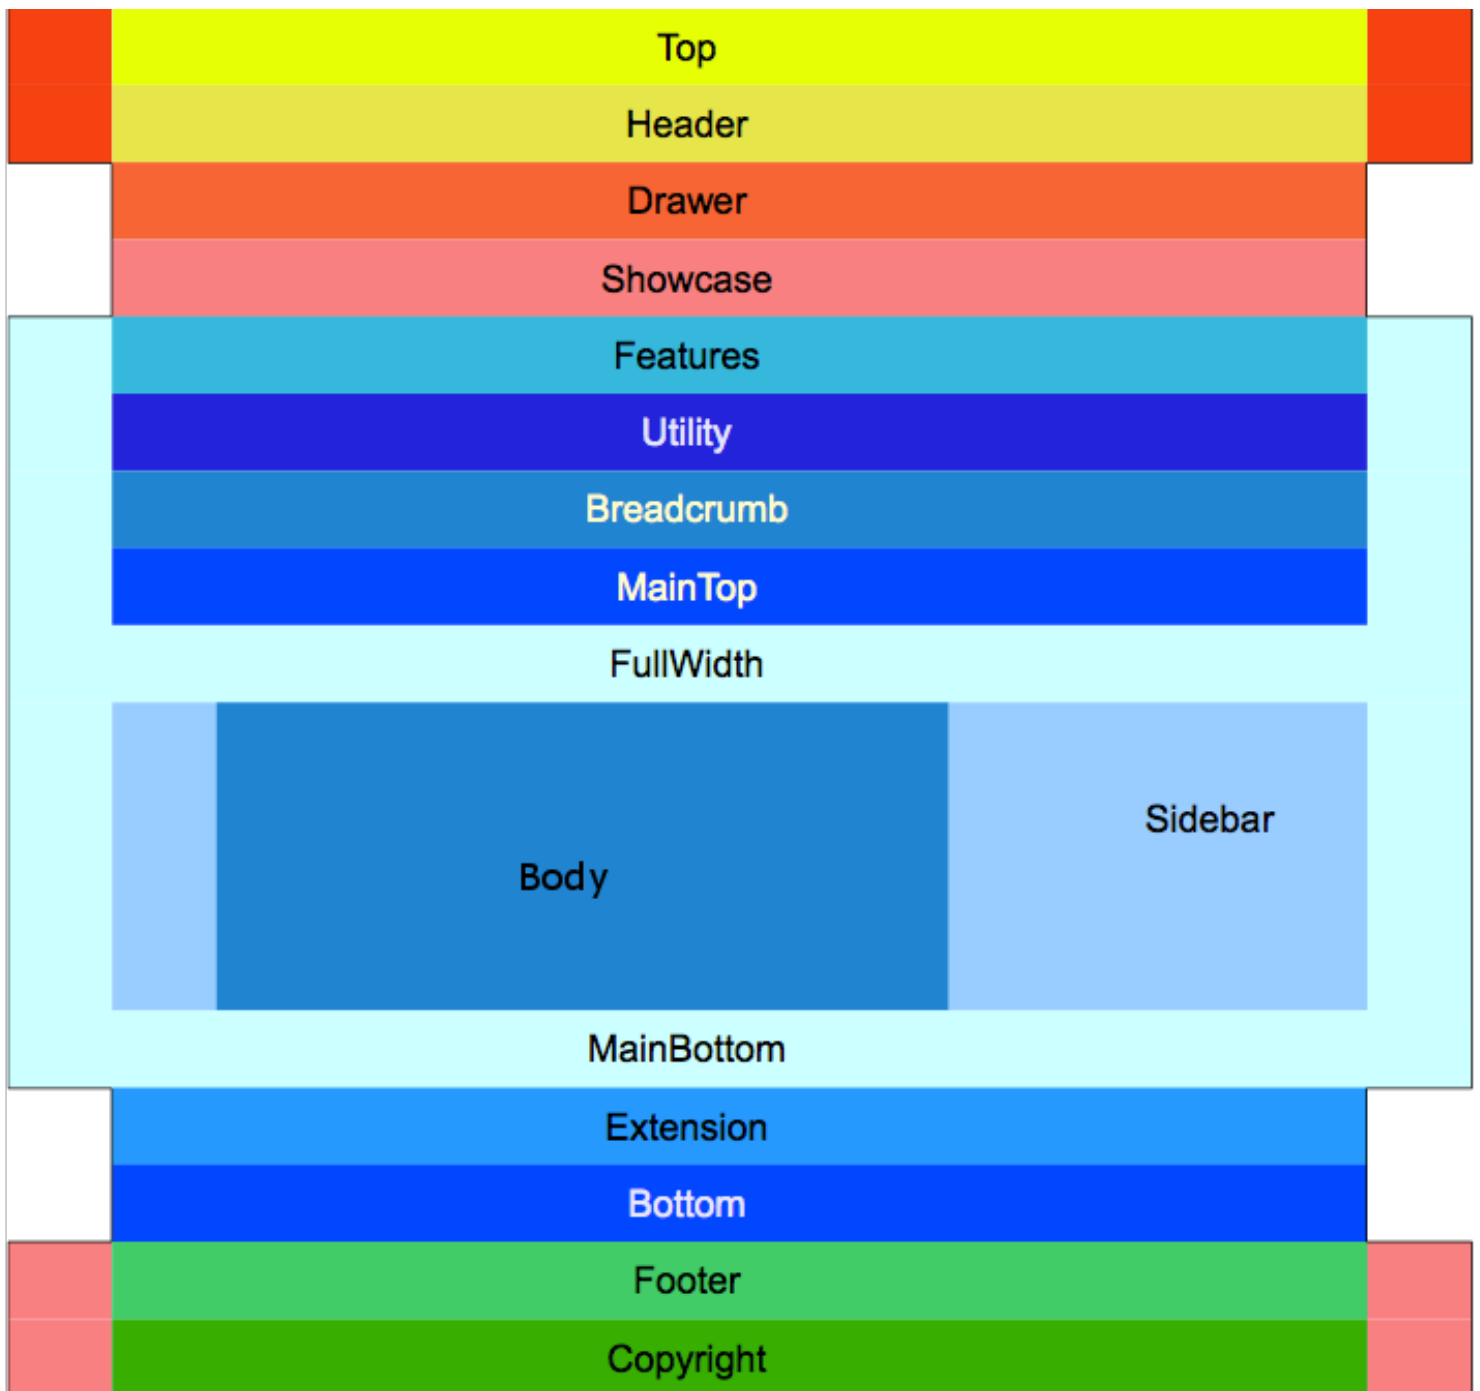 Top
Header
Drawer
Showcase
Features
Utility
Breadcrumb
MainTop
FullWidth
Sidebar
Body
MainBottom
Extension
Bottom
Footer
Copyright